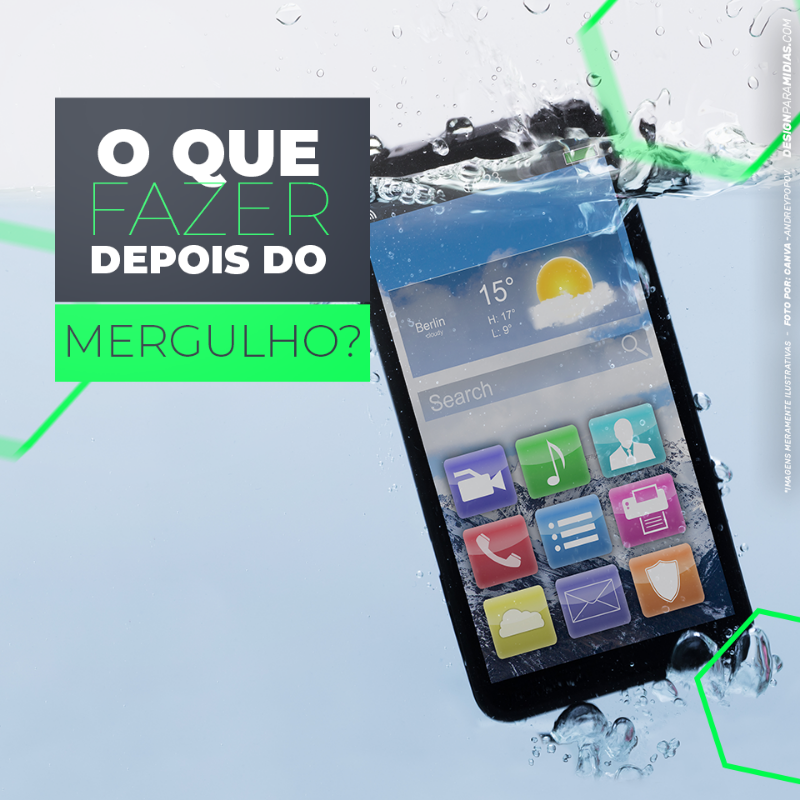 O QUE
FAZER
DEPOIS DO
MERGULHO?
15°
Berlin
cloudy
H: 17°
L: 9°
Search
*IMAGENS MERAMENTE ILUSTRATIVAS - FOTO POR: CANVA - ANDREYPOPOV DESIGNPARAMIDIAS.COM